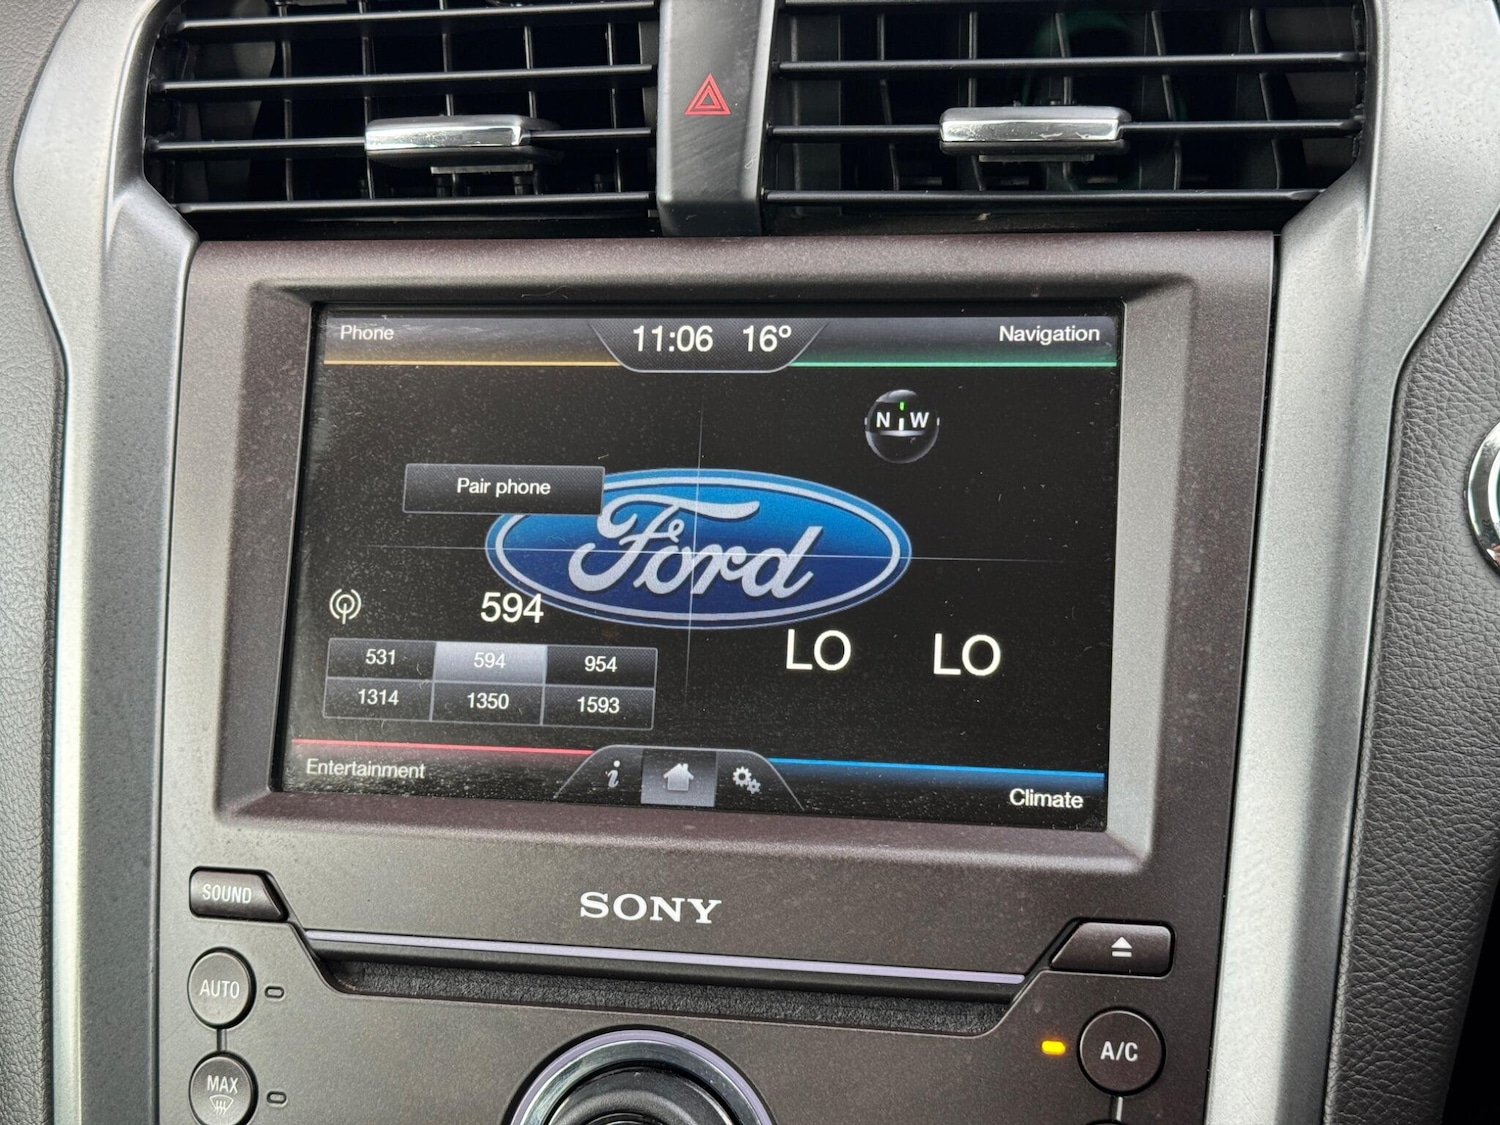 Phone
11:06 16°
Navigation
N W
Pair phone
Ford
594
531 594 954
1314 1350 1593
LO LO
Entertainment
i
Climate
SOUND
SONY
AUTO
A/C
MAX